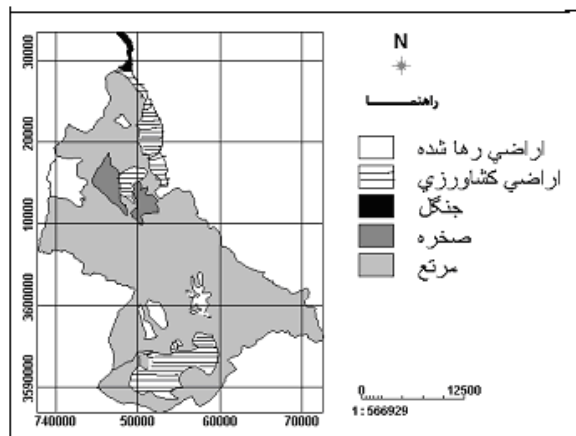 N
راهنمـــــــا
اراضي رها شده
اراضي كشاورزي
جنگل
صخره
مرتع
0 12500
1 : 566929
30000
20000
10000
3600000
3590000
740000 50000 60000 70000